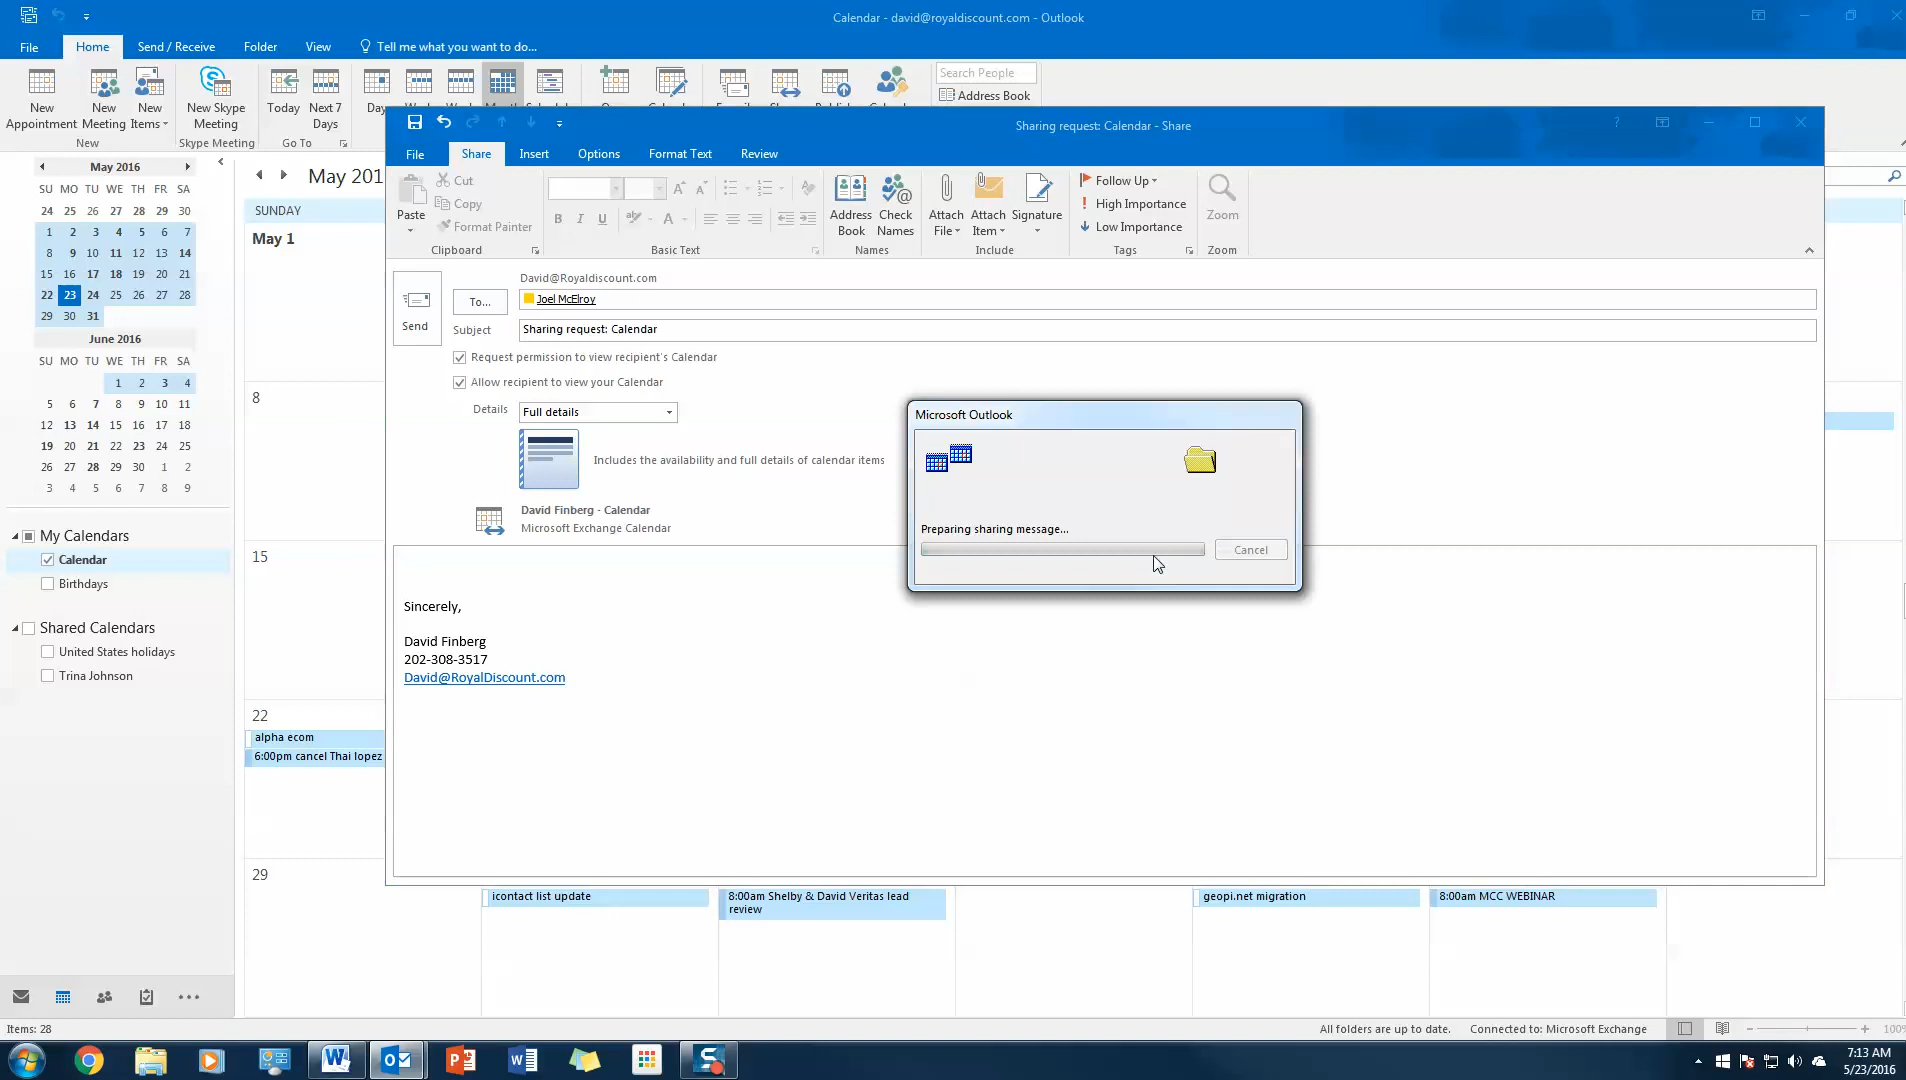 Calendar - david@royaldiscount.com - Outlook
File Home Send / Receive Folder View Tell me what you want to do...
New Appointment
New Meeting
New Items
New Skype Meeting
Today
Next 7 Days
Search People
Address Book
New Skype Meeting Go To
Sharing request: Calendar - Share
File Share Insert Options Format Text Review
Paste
Cut
Copy
Format Painter
Clipboard
B I U
Basic Text
Address Book
Check Names
Names
Attach File
Attach Item
Signature
Include
Follow Up
High Importance
Low Importance
Tags
Zoom
Zoom
May 2016
SU MO TU WE TH FR SA
24 25 26 27 28 29 30
1 2 3 4 5 6 7
8 9 10 11 12 13 14
15 16 17 18 19 20 21
22 23 24 25 26 27 28
29 30 31
June 2016
SU MO TU WE TH FR SA
1 2 3 4
5 6 7 8 9 10 11
12 13 14 15 16 17 18
19 20 21 22 23 24 25
26 27 28 29 30 1 2
3 4 5 6 7 8 9
My Calendars
Calendar
Birthdays
Shared Calendars
United States holidays
Trina Johnson
May 201
SUNDAY
May 1
8
15
22
alpha ecom
6:00pm cancel Thai lopez
29
David@Royaldiscount.com
Send
To... Joel McElroy
Subject Sharing request: Calendar
Request permission to view recipient's Calendar
Allow recipient to view your Calendar
Details Full details
Includes the availability and full details of calendar items
David Finberg - Calendar
Microsoft Exchange Calendar
Sincerely,
David Finberg
202-308-3517
David@RoyalDiscount.com
Microsoft Outlook
Preparing sharing message...
Cancel
icontact list update
8:00am Shelby & David Veritas lead
review
geopi.net migration
8:00am MCC WEBINAR
Items: 28
All folders are up to date. Connected to: Microsoft Exchange 100%
7:13 AM
5/23/2016